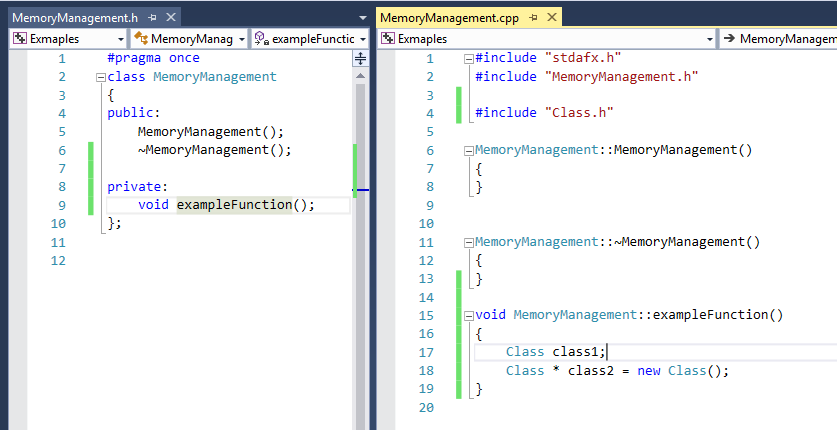 MemoryManagement.h
Exmaples
MemoryManag
exampleFunctic
1 #pragma once
2 class MemoryManagement
3 {
4 public:
5 MemoryManagement();
6 ~MemoryManagement();
7
8 private:
9 void exampleFunction();
10 };
11
12
MemoryManagement.cpp
Exmaples
MemoryManagem
1 #include "stdafx.h"
2 #include "MemoryManagement.h"
3
4 #include "Class.h"
5
6 MemoryManagement::MemoryManagement()
7 {
8 }
9
10
11 MemoryManagement::~MemoryManagement()
12 {
13 }
14
15 void MemoryManagement::exampleFunction()
16 {
17 Class class1;
18 Class * class2 = new Class();
19 }
20